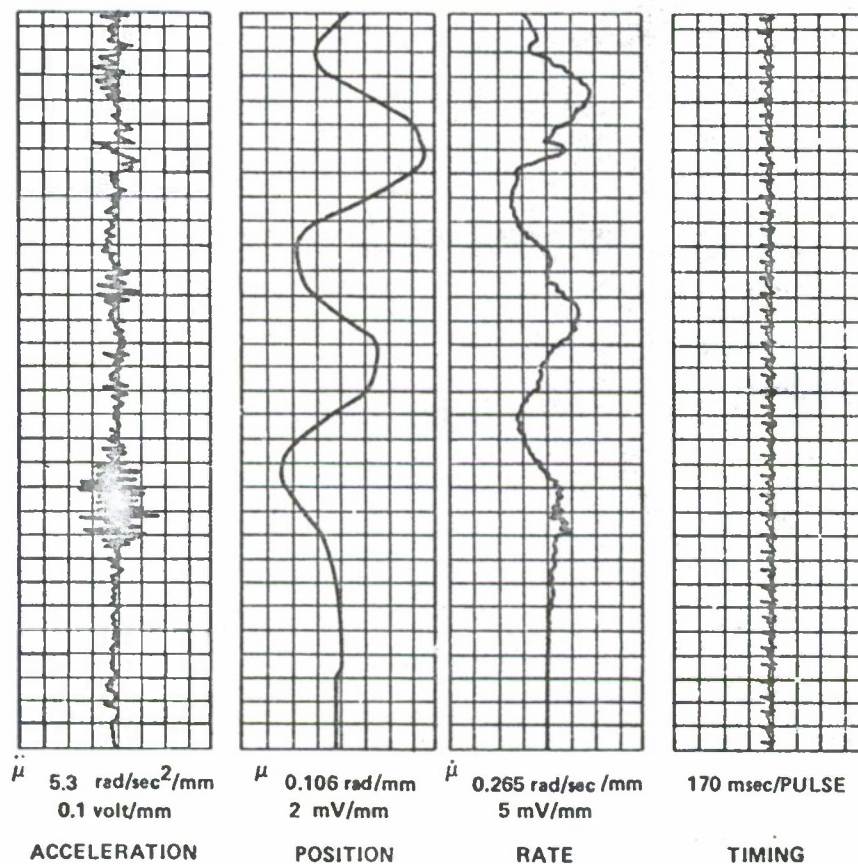 μ̈ 5.3 rad/sec²/mm
0.1 volt/mm
ACCELERATION
μ 0.106 rad/mm
2 mV/mm
POSITION
μ̇ 0.265 rad/sec/mm
5 mV/mm
RATE
170 msec/PULSE
TIMING